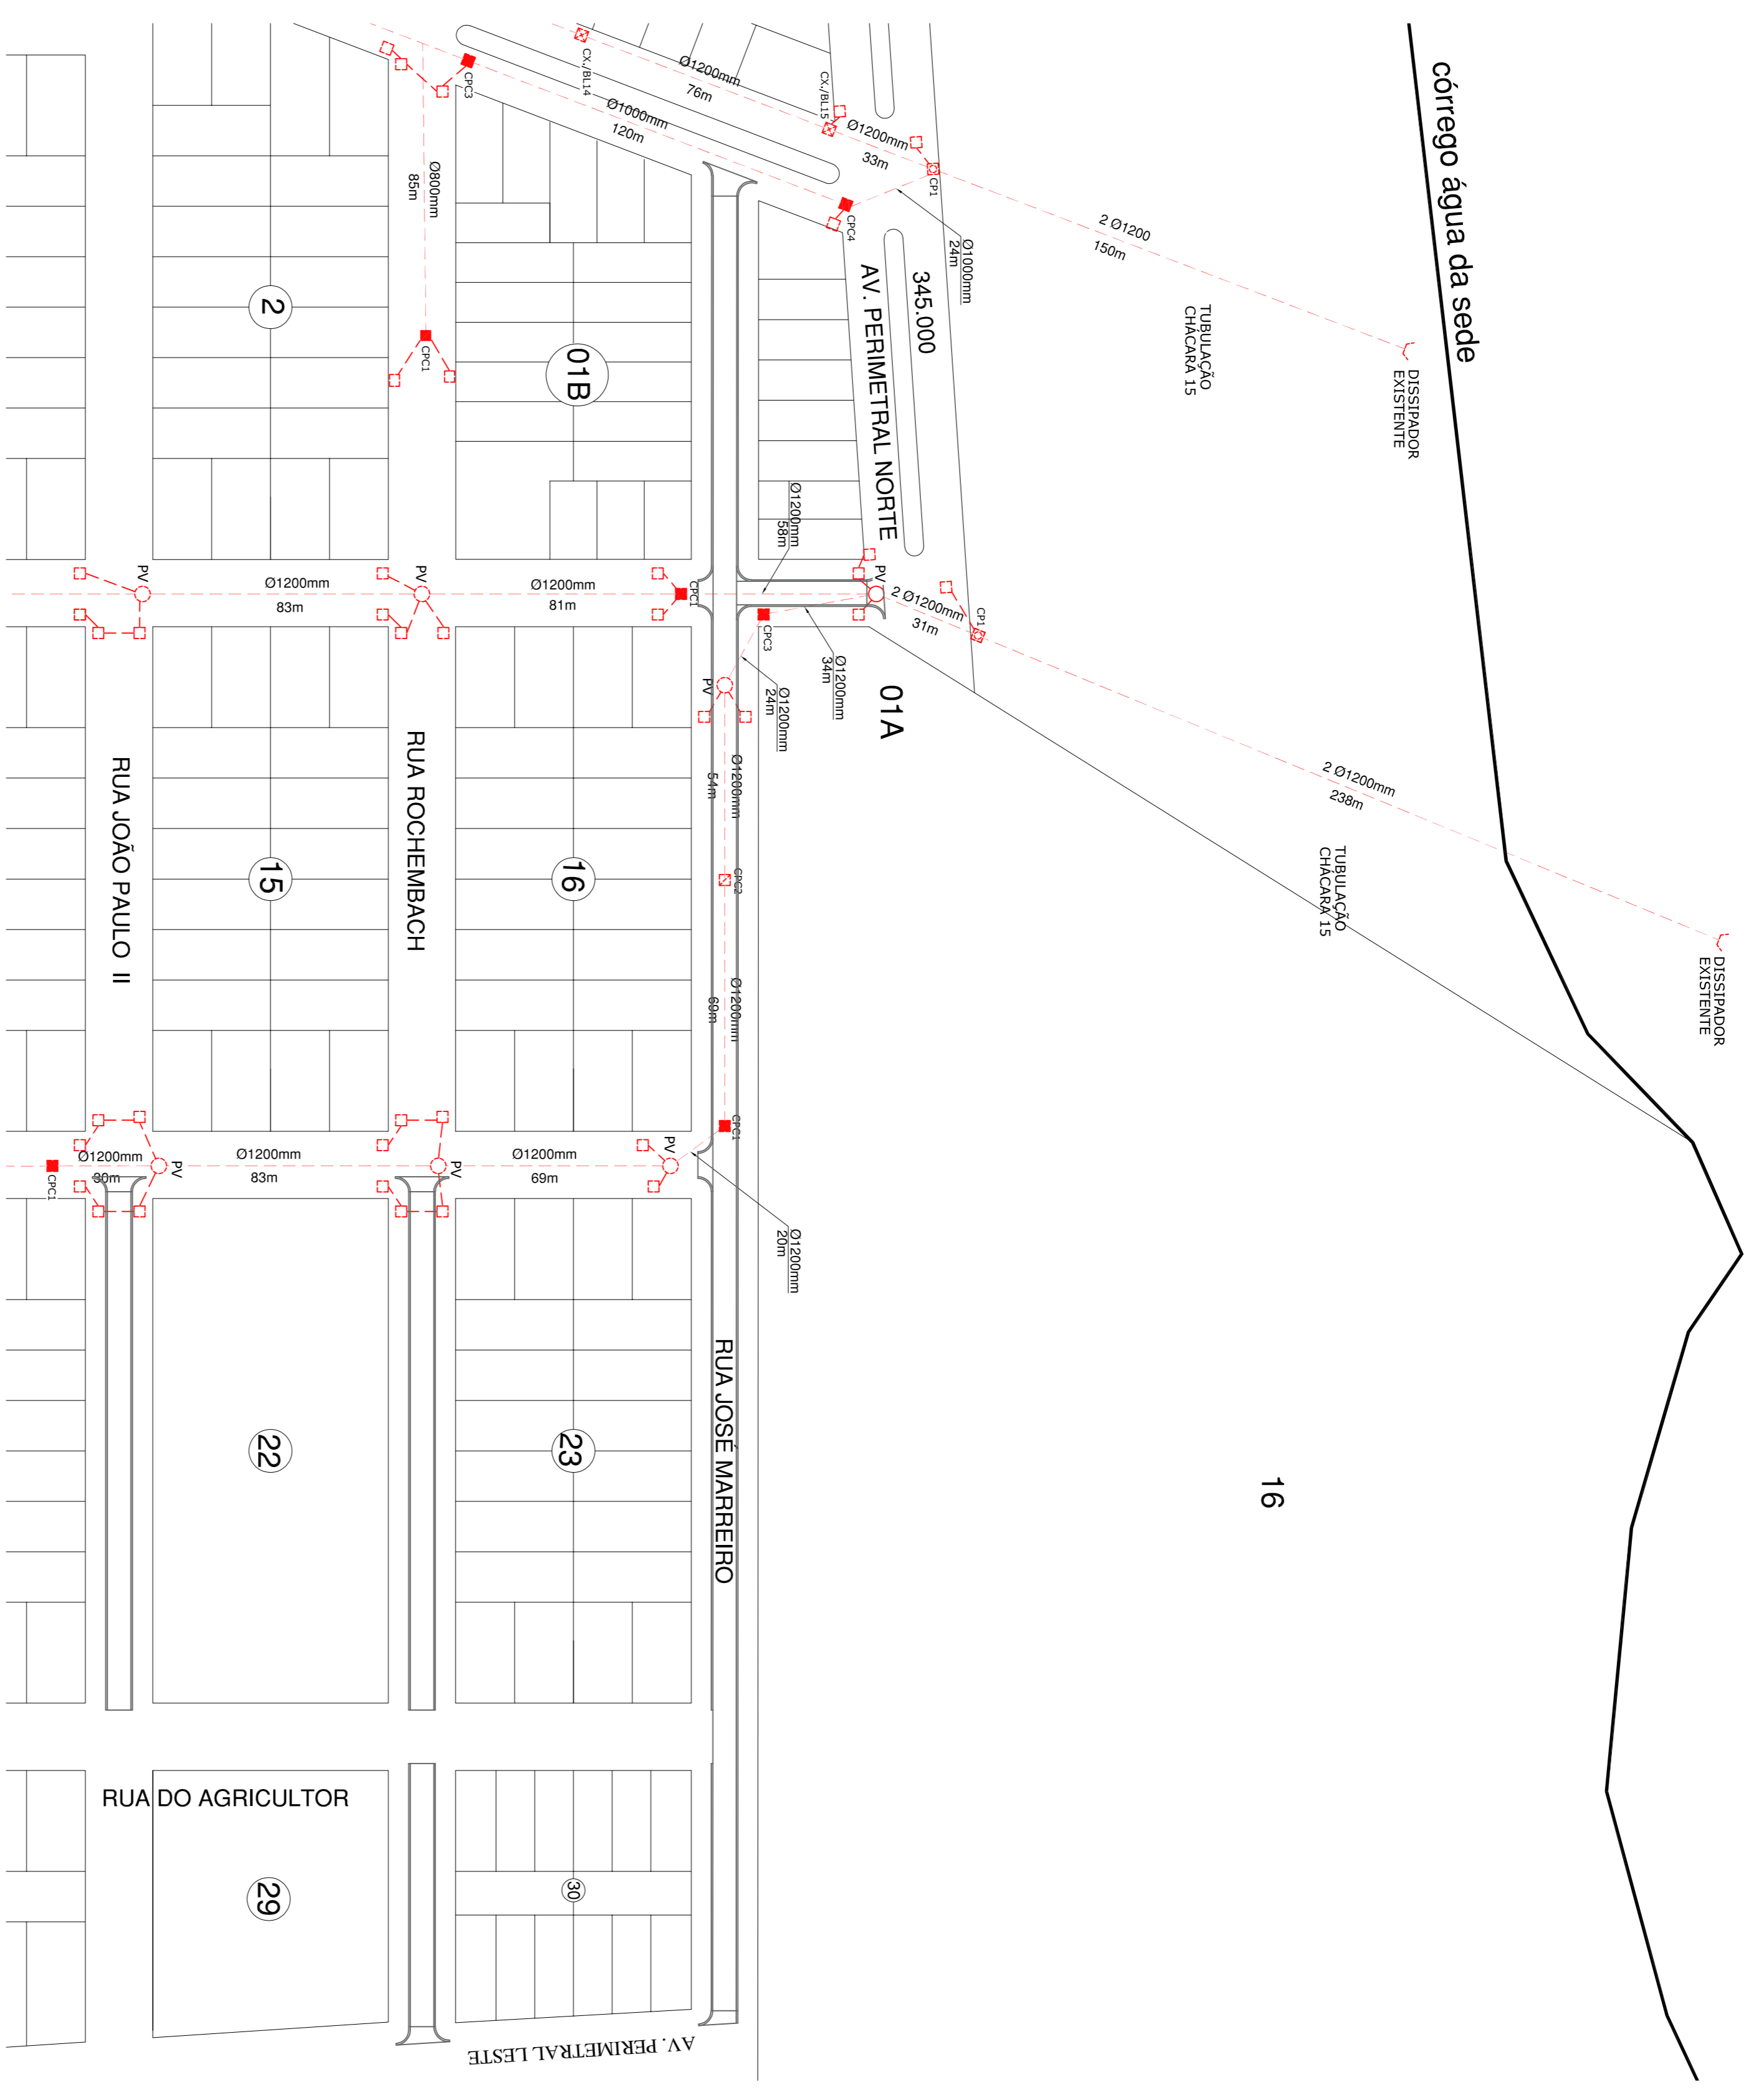 córrego água da sede
CX./BL14
Ø1200mm
76m
CX./BL15
Ø1200mm
33m
CP1
CPC3
Ø1000mm
120m
CPC4
Ø1000mm
24m
2 Ø1200
150m
TUBULAÇÃO
CHÁCARA 15
DISSIPADOR
EXISTENTE
Ø800mm
85m
CPC1
2
01B
345.000
AV. PERIMETRAL NORTE
Ø1200mm
58m
PV
Ø1200mm
83m
PV
Ø1200mm
81m
CPC1
PV
2 Ø1200mm
31m
CP1
CPC3
Ø1200mm
34m
Ø1200mm
24m
PV
01A
2 Ø1200mm
238m
TUBULAÇÃO
CHÁCARA 15
DISSIPADOR
EXISTENTE
RUA JOÃO PAULO II
RUA ROCHEMBACH
Ø1200mm
54m
CPC2
15
16
Ø1200mm
69m
CPC1
Ø1200mm
30m
CPC1
PV
Ø1200mm
83m
PV
Ø1200mm
69m
PV
Ø1200mm
20m
RUA JOSÉ MARREIRO
22
23
16
RUA DO AGRICULTOR
29
30
AV. PERIMETRAL LESTE